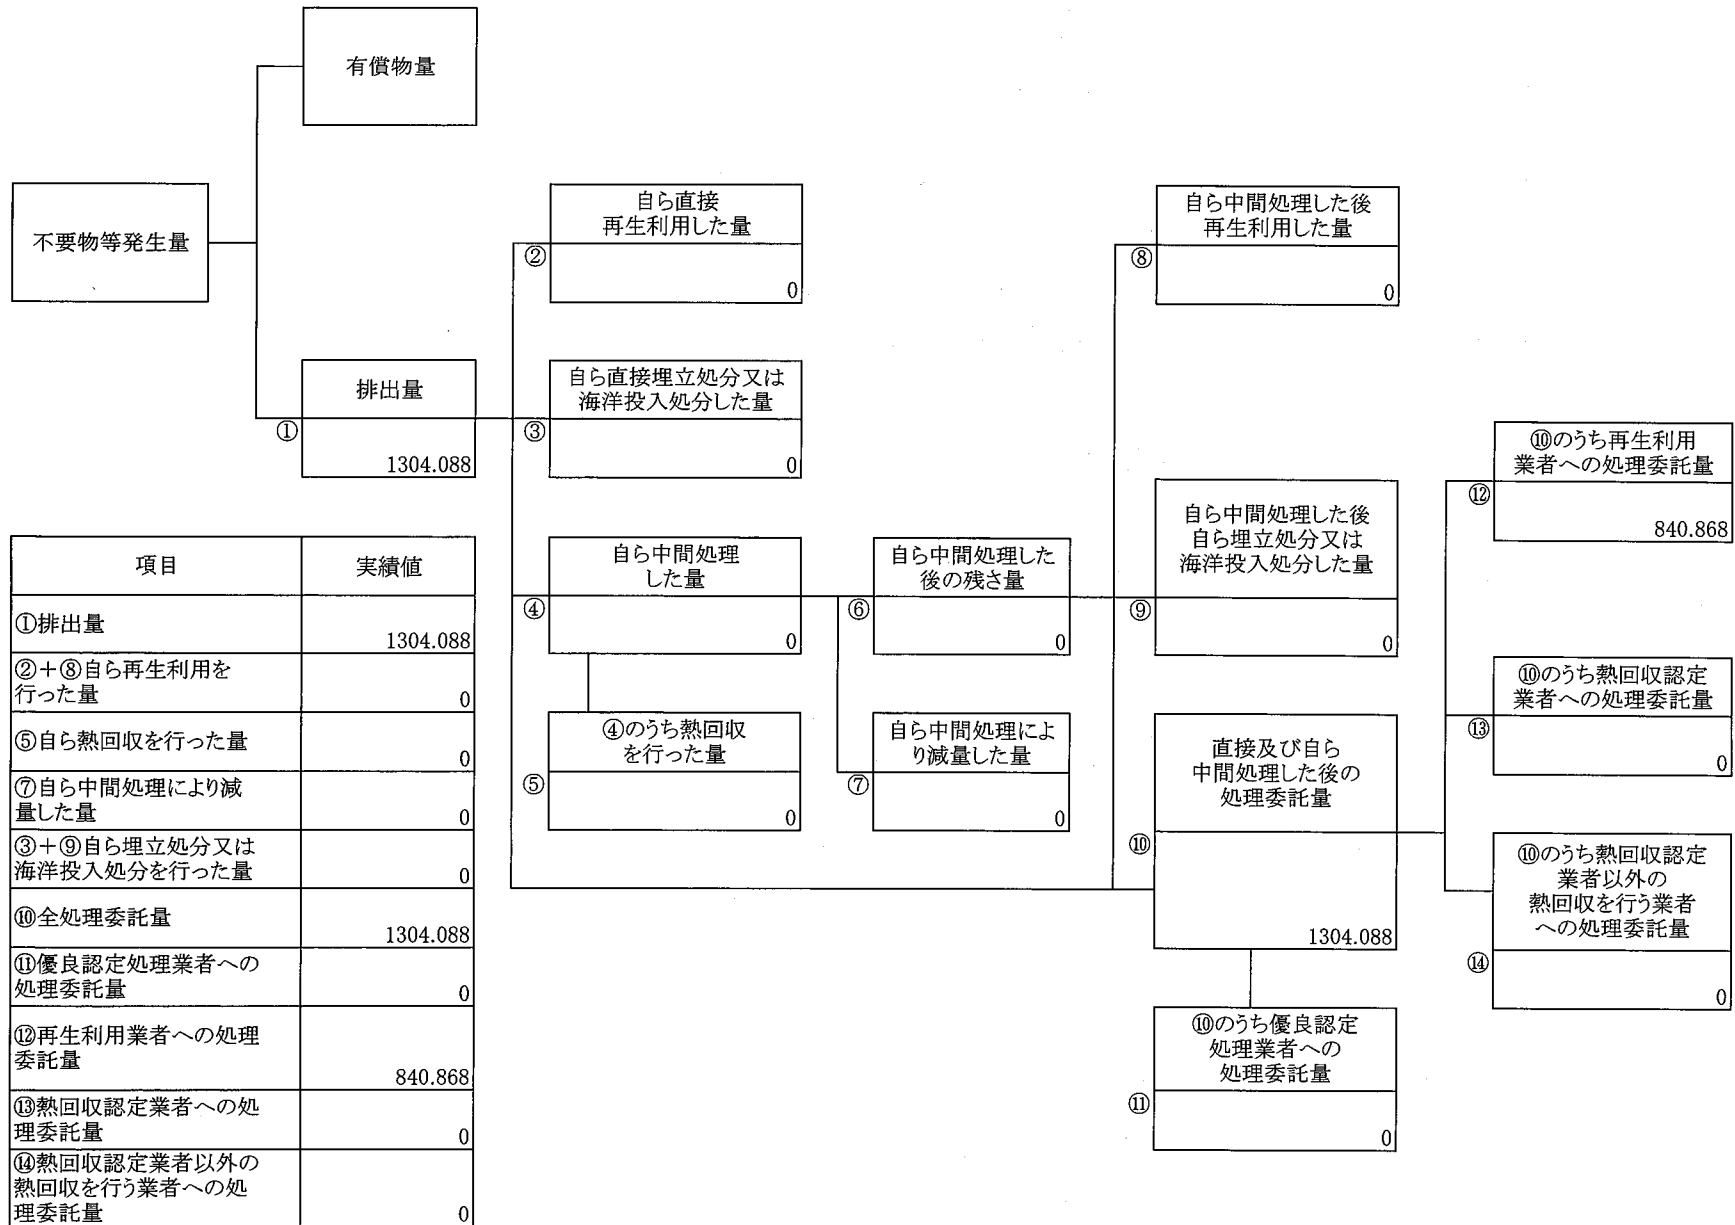 有償物量
不要物等発生量
排出量
①
1304.088
自ら直接
再生利用した量
②
0
自ら直接埋立処分又は
海洋投入処分した量
③
0
自ら中間処理
した量
④
0
④のうち熱回収
を行った量
⑤
0
自ら中間処理した
後の残さ量
⑥
0
自ら中間処理によ
り減量した量
⑦
0
自ら中間処理した後
再生利用した量
⑧
0
自ら中間処理した後
自ら埋立処分又は
海洋投入処分した量
⑨
0
直接及び自ら
中間処理した後の
処理委託量
⑩
1304.088
⑩のうち優良認定
処理業者への
処理委託量
⑪
0
⑩のうち再生利用
業者への処理委託量
⑫
840.868
⑩のうち熱回収認定
業者への処理委託量
⑬
0
⑩のうち熱回収認定
業者以外の
熱回収を行う業者
への処理委託量
⑭
0
項目 実績値
①排出量
1304.088
②+⑧自ら再生利用を
行った量
0
⑤自ら熱回収を行った量
0
⑦自ら中間処理により減
量した量
0
③+⑨自ら埋立処分又は
海洋投入処分を行った量
0
⑩全処理委託量
1304.088
⑪優良認定処理業者への
処理委託量
0
⑫再生利用業者への処理
委託量
840.868
⑬熱回収認定業者への処
理委託量
0
⑭熱回収認定業者以外の
熱回収を行う業者への処
理委託量
0